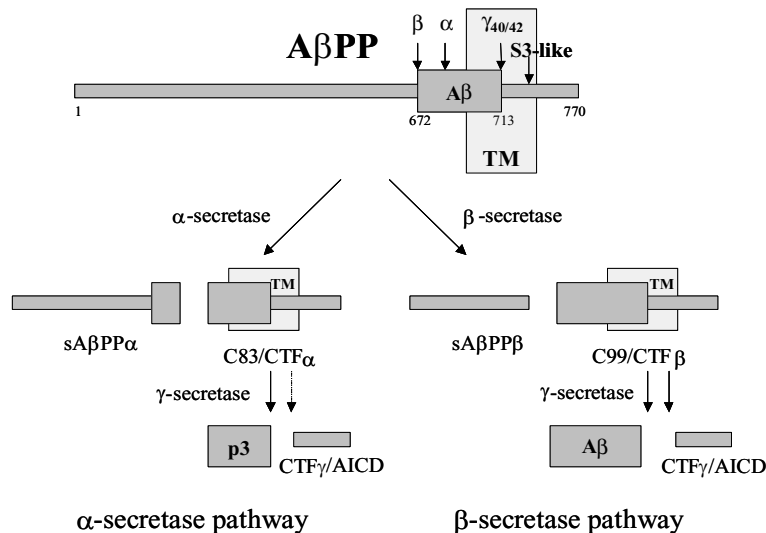 β α γ40/42
AβPP S3-like
Aβ
1 672 713 770
TM
α-secretase β-secretase
TM TM
sAβPPα sAβPPβ
C83/CTFα C99/CTFβ
γ-secretase γ-secretase
p3 Aβ
CTFγ/AICD CTFγ/AICD
α-secretase pathway β-secretase pathway